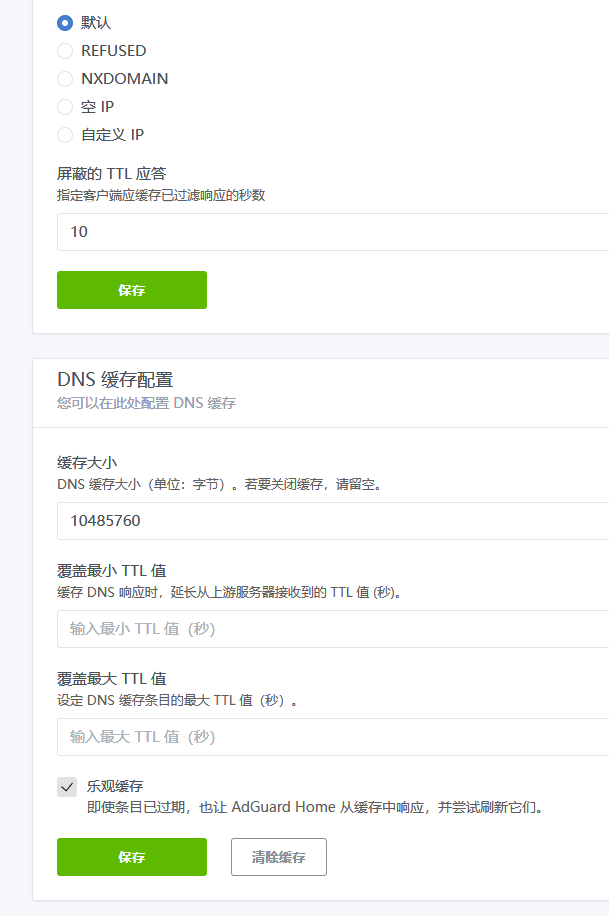 默认
REFUSED
NXDOMAIN
空 IP
自定义 IP
屏蔽的 TTL 应答
指定客户端应缓存已过滤响应的秒数
10
保存
DNS 缓存配置
您可以在此处配置 DNS 缓存
缓存大小
DNS 缓存大小（单位：字节）。若要关闭缓存，请留空。
10485760
覆盖最小 TTL 值
缓存 DNS 响应时，延长从上游服务器接收到的 TTL 值 (秒)。
输入最小 TTL 值（秒）
覆盖最大 TTL 值
设定 DNS 缓存条目的最大 TTL 值（秒）。
输入最大 TTL 值（秒）
乐观缓存
即使条目已过期，也让 AdGuard Home 从缓存中响应，并尝试刷新它们。
保存 清除缓存